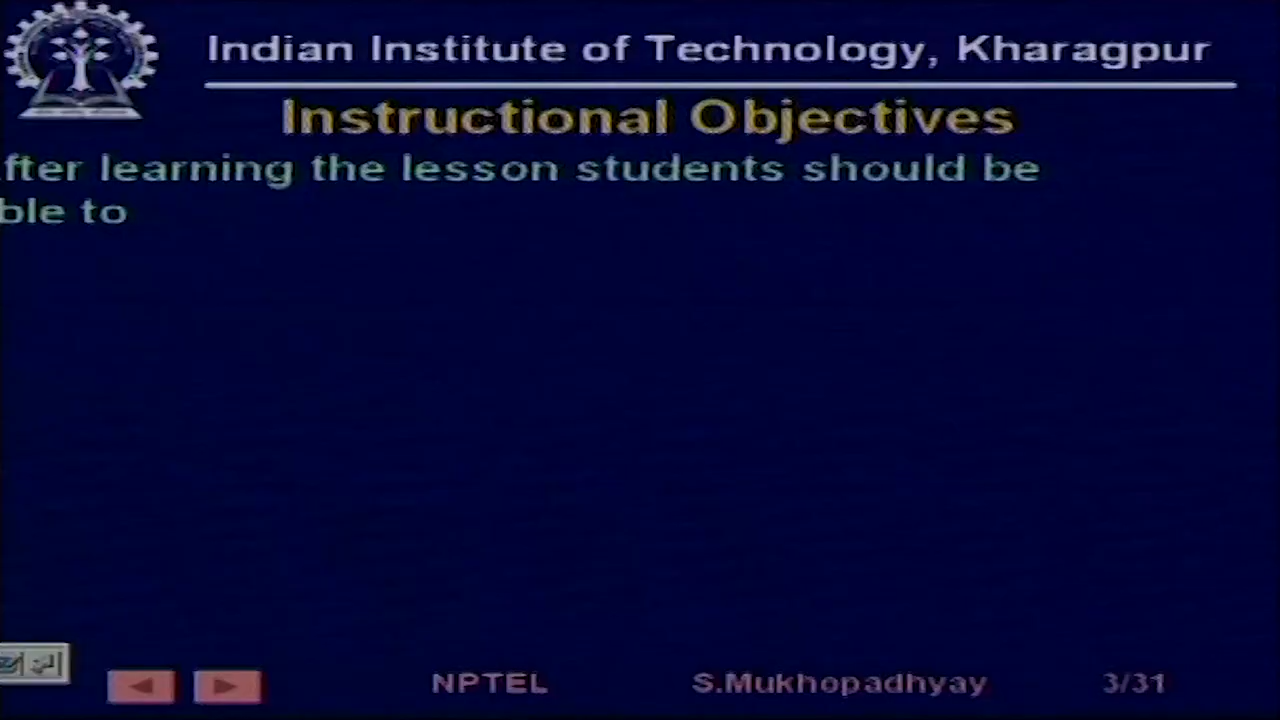 Indian Institute of Technology, Kharagpur
Instructional Objectives
fter learning the lesson students should be
ble to
NPTEL S.Mukhopadhyay 3/31